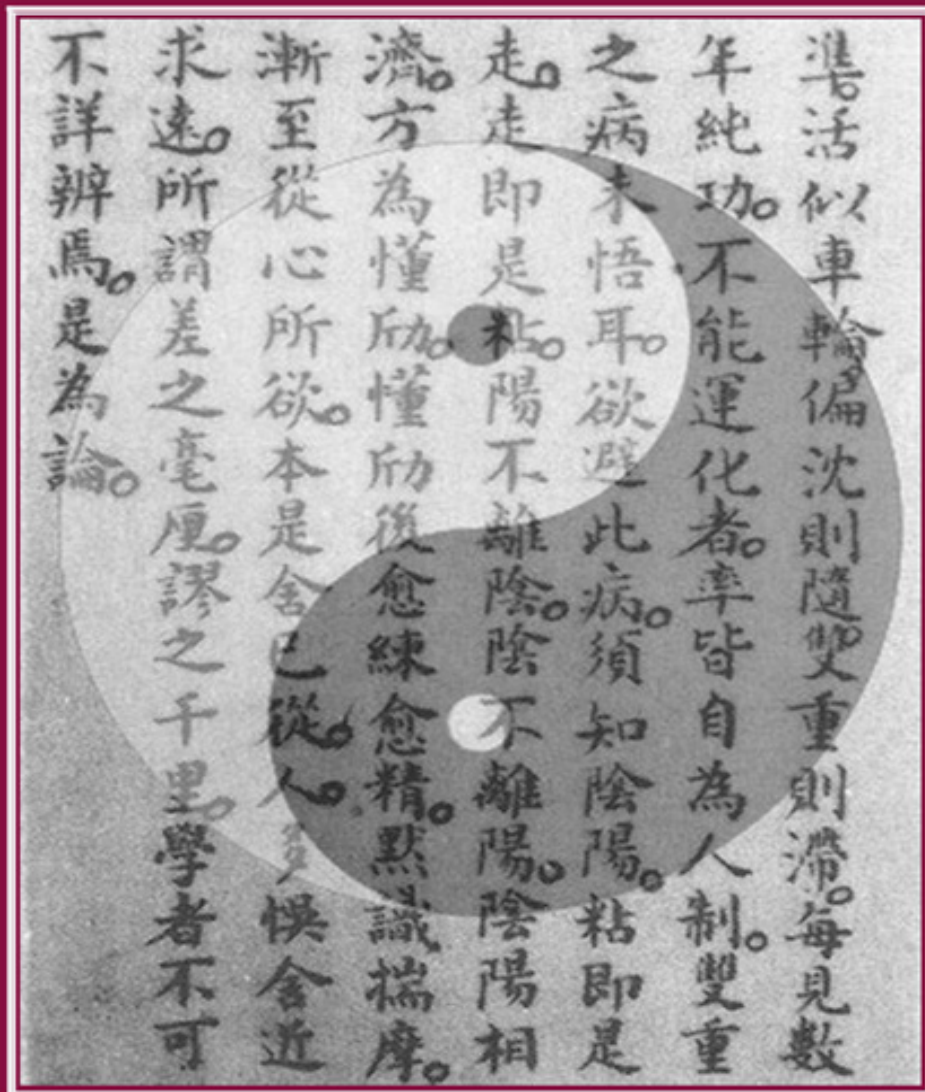 準。活似車輪。偏沈則隨。雙重則滯。每見數
年純功。不能運化者。率皆自為人制。雙重
之病未悟耳。欲避此病。須知陰陽。粘即是
走。走即是粘。陽不離陰。陰不離陽。陰陽相
濟。方為懂劤。懂劤後愈練愈精。默識揣摩。
漸至從心所欲。本是舍己從人。多悞舍近
求遠。所謂差之毫厘。謬之千里。學者不可
不詳辨焉。是為論。